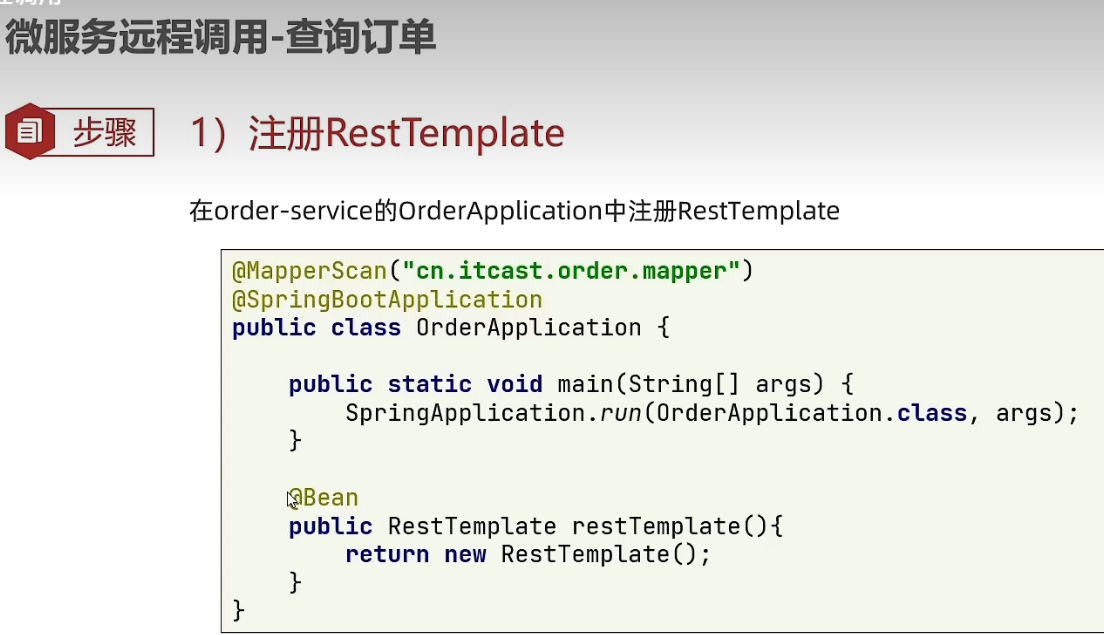 微服务远程调用-查询订单
步骤
1）注册RestTemplate
在order-service的OrderApplication中注册RestTemplate
@MapperScan("cn.itcast.order.mapper")
@SpringBootApplication
public class OrderApplication {
public static void main(String[] args) {
SpringApplication.run(OrderApplication.class, args);
}
@Bean
public RestTemplate restTemplate(){
return new RestTemplate();
}
}